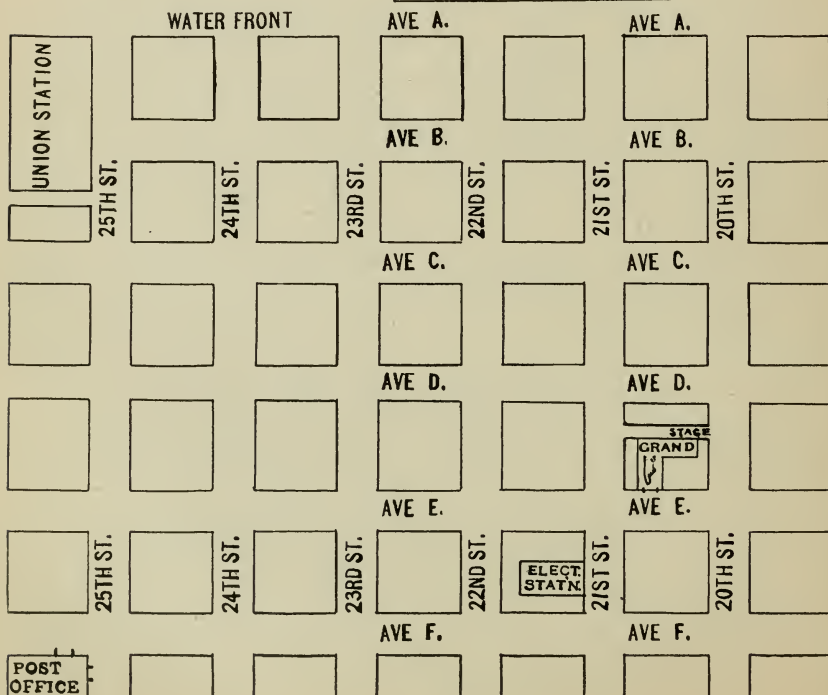 WATER FRONT AVE A. AVE A.
UNION STATION
AVE B. AVE B.
25TH ST. 24TH ST. 23RD ST. 22ND ST. 21ST ST. 20TH ST.
AVE C. AVE C.
AVE D. AVE D.
STAGE
GRAND
AVE E. AVE E.
25TH ST. 24TH ST. 23RD ST. 22ND ST. 21ST ST. 20TH ST.
ELECT.
STAT'N.
AVE F. AVE F.
POST
OFFICE